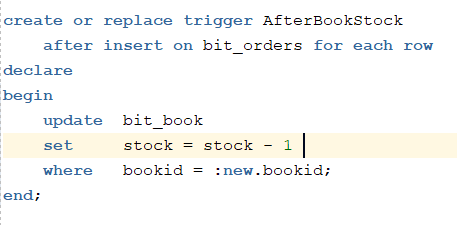 create or replace trigger AfterBookStock
    after insert on bit_orders for each row
declare
begin
    update  bit_book
    set     stock = stock - 1
    where   bookid = :new.bookid;
end;